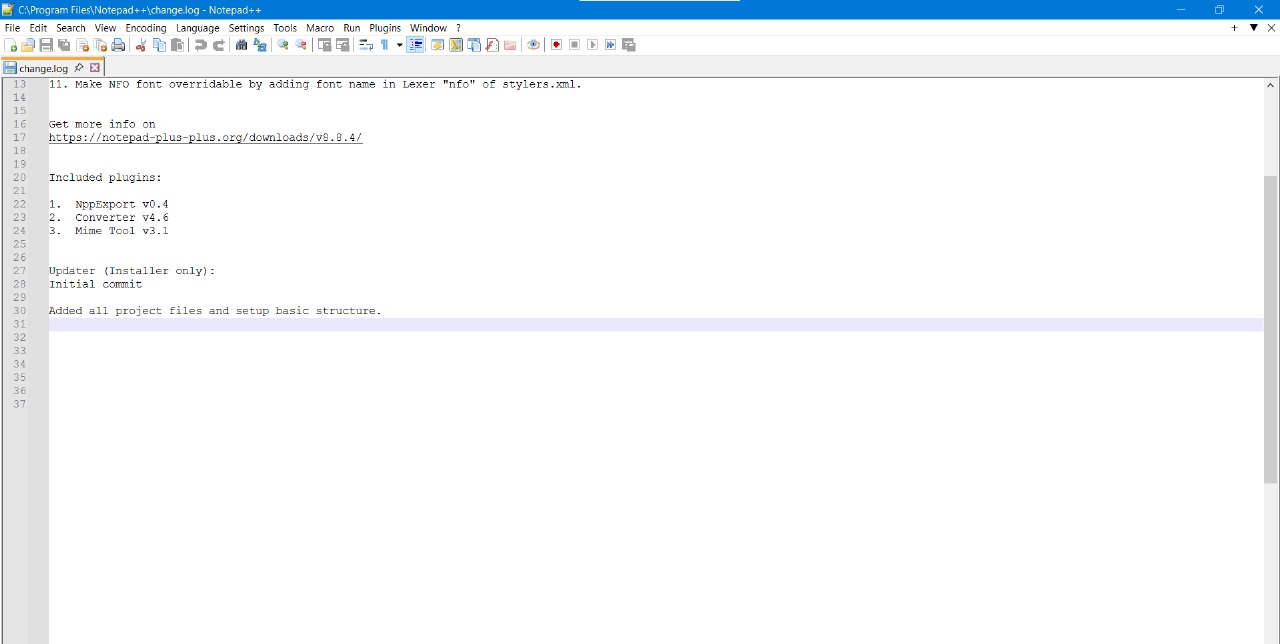 C:\Program Files\Notepad++\change.log - Notepad++
File Edit Search View Encoding Language Settings Tools Macro Run Plugins Window ?
change.log
13 11. Make NFO font overridable by adding font name in Lexer "nfo" of stylers.xml.
14
15
16 Get more info on
17 https://notepad-plus-plus.org/downloads/v8.8.4/
18
19
20 Included plugins:
21
22 1. NppExport v0.4
23 2. Converter v4.6
24 3. Mime Tool v3.1
25
26
27 Updater (Installer only):
28 Initial commit
29
30 Added all project files and setup basic structure.
31
32
33
34
35
36
37